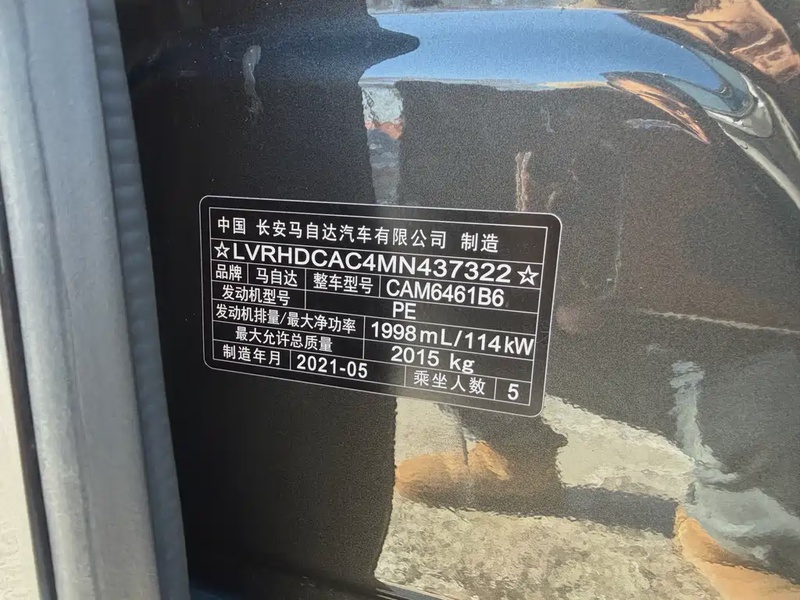 中国 长安马自达汽车有限公司 制造
☆LVRHDCAC4MN437322☆
品牌 马自达 整车型号 CAM6461B6
发动机型号 PE
发动机排量/最大净功率 1998mL/114kW
最大允许总质量 2015 kg
制造年月 2021-05 乘坐人数 5